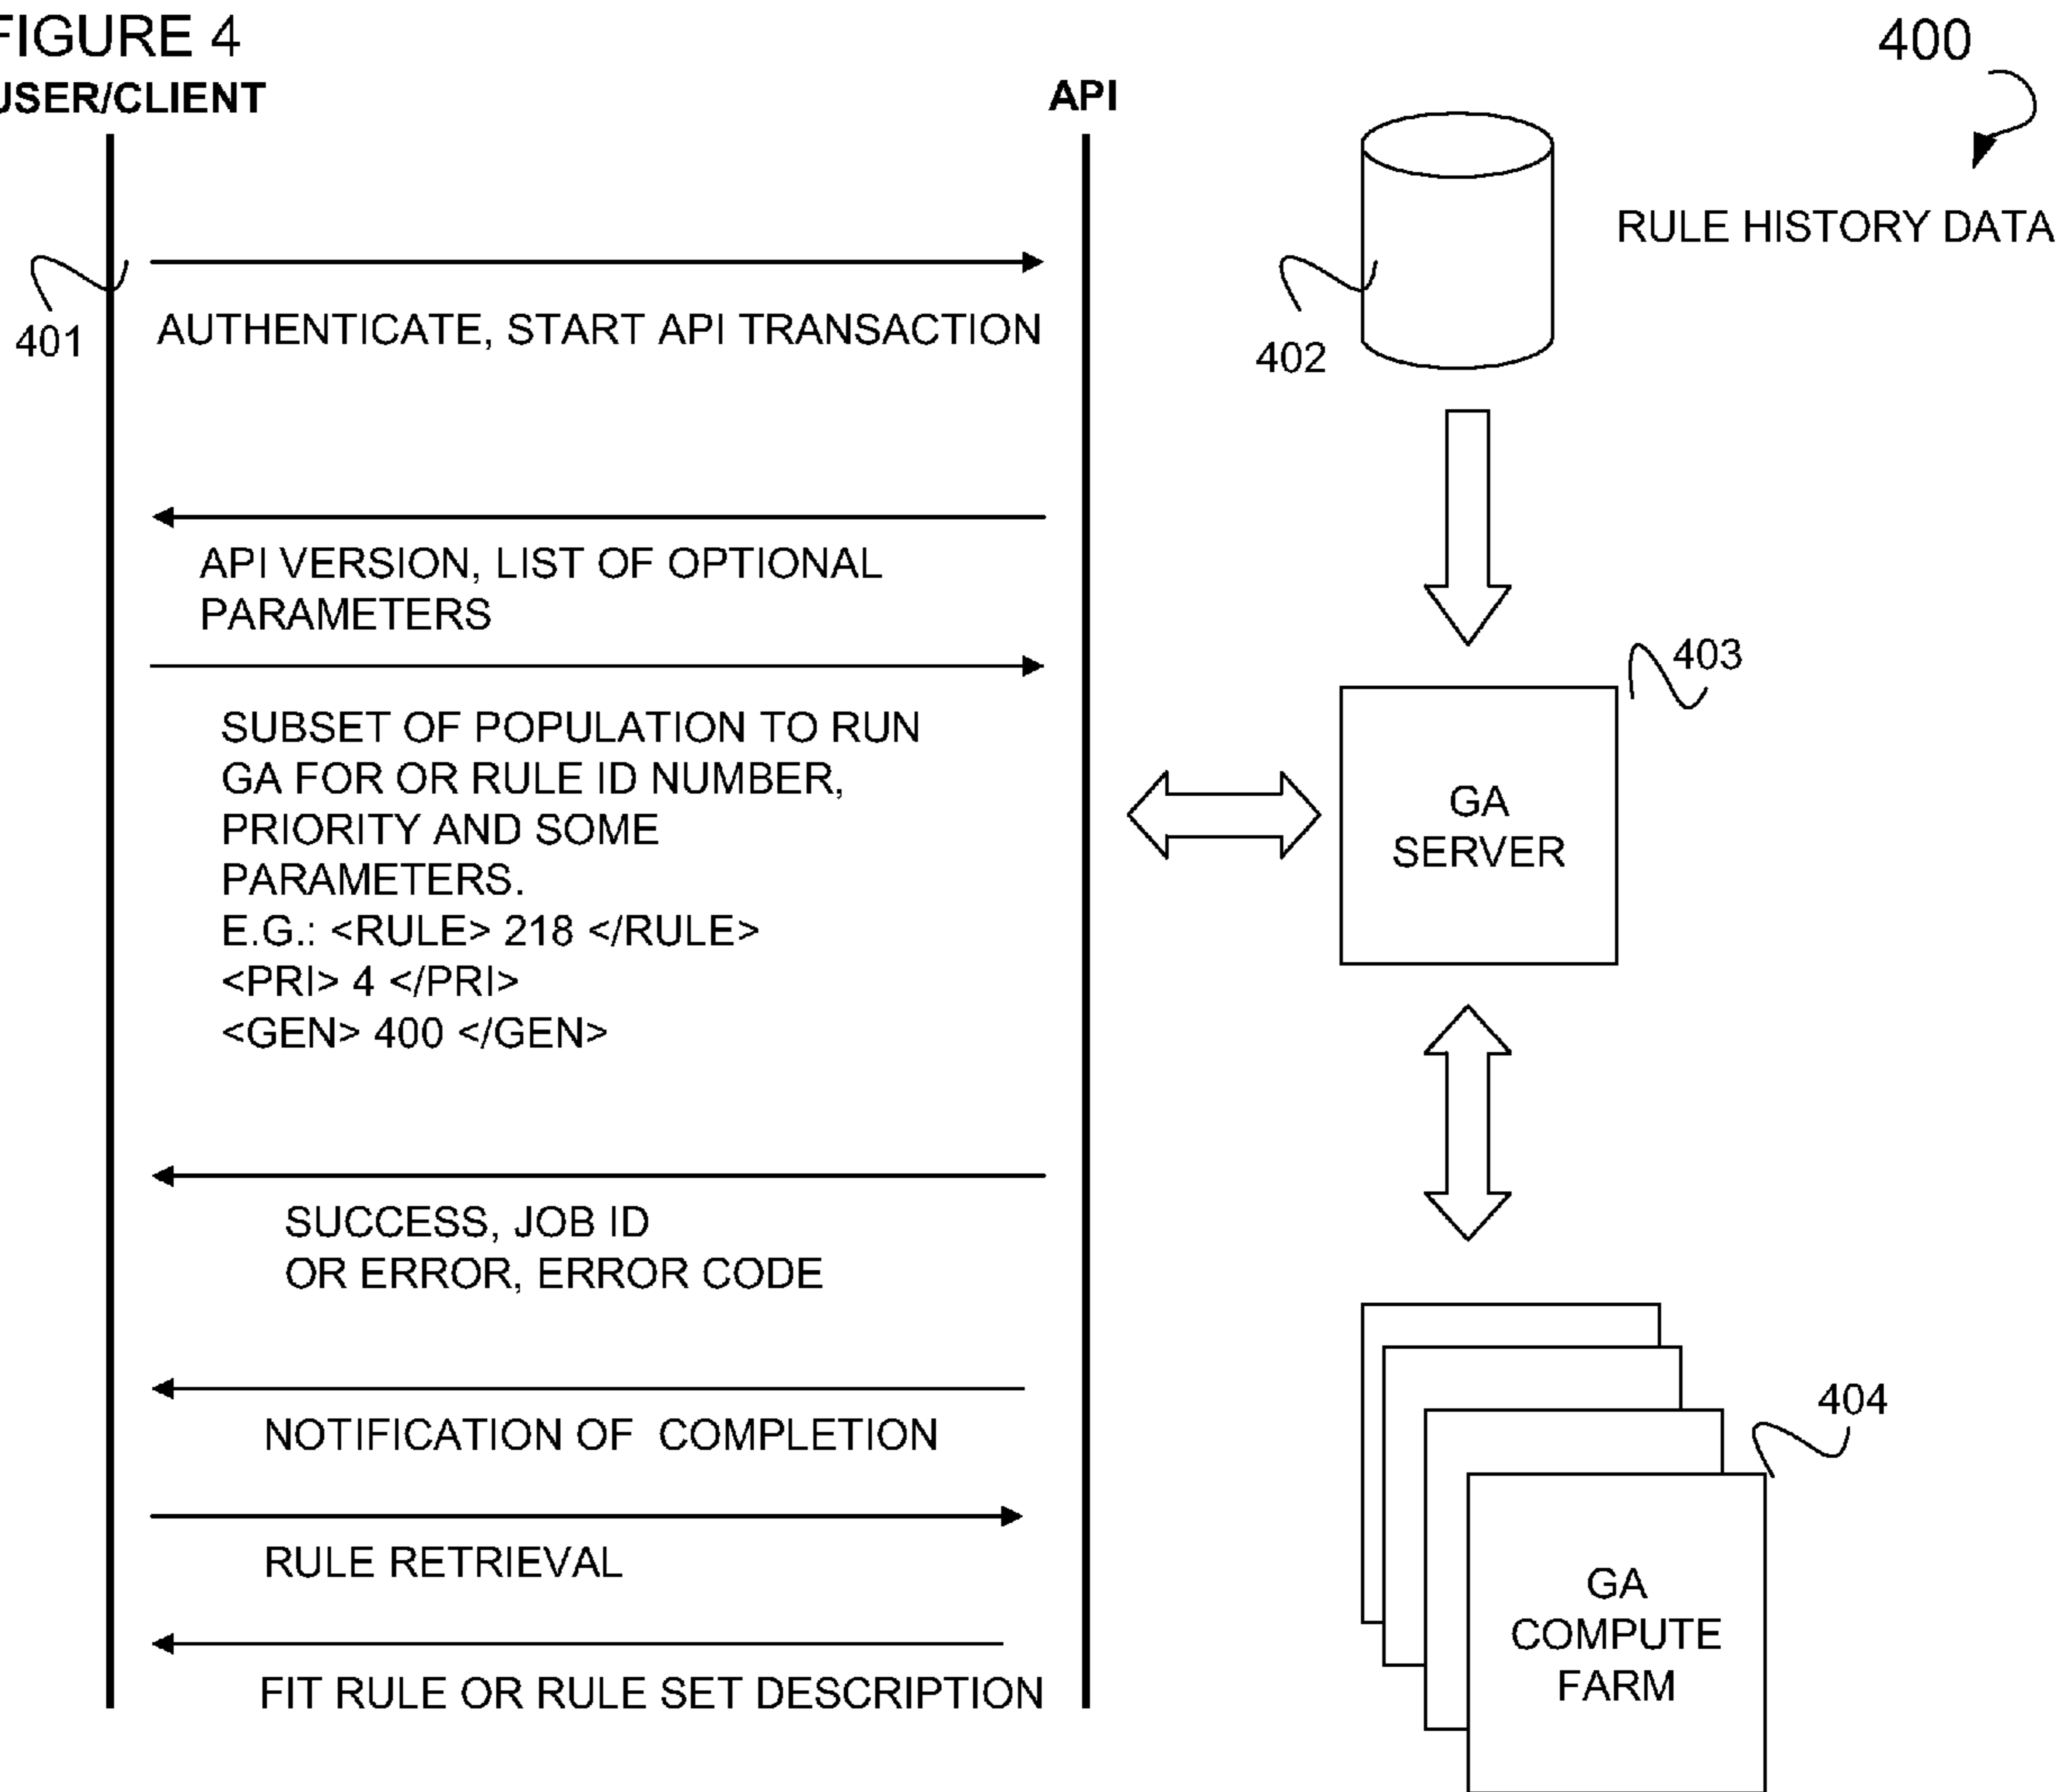 FIGURE 4
400
USER/CLIENT
API
RULE HISTORY DATA
401
AUTHENTICATE, START API TRANSACTION
402
API VERSION, LIST OF OPTIONAL
PARAMETERS
403
SUBSET OF POPULATION TO RUN
GA FOR OR RULE ID NUMBER,
PRIORITY AND SOME
PARAMETERS.
E.G.: <RULE> 218 </RULE>
<PRI> 4 </PRI>
<GEN> 400 </GEN>
GA
SERVER
SUCCESS, JOB ID
OR ERROR, ERROR CODE
NOTIFICATION OF COMPLETION
404
RULE RETRIEVAL
FIT RULE OR RULE SET DESCRIPTION
GA
COMPUTE
FARM